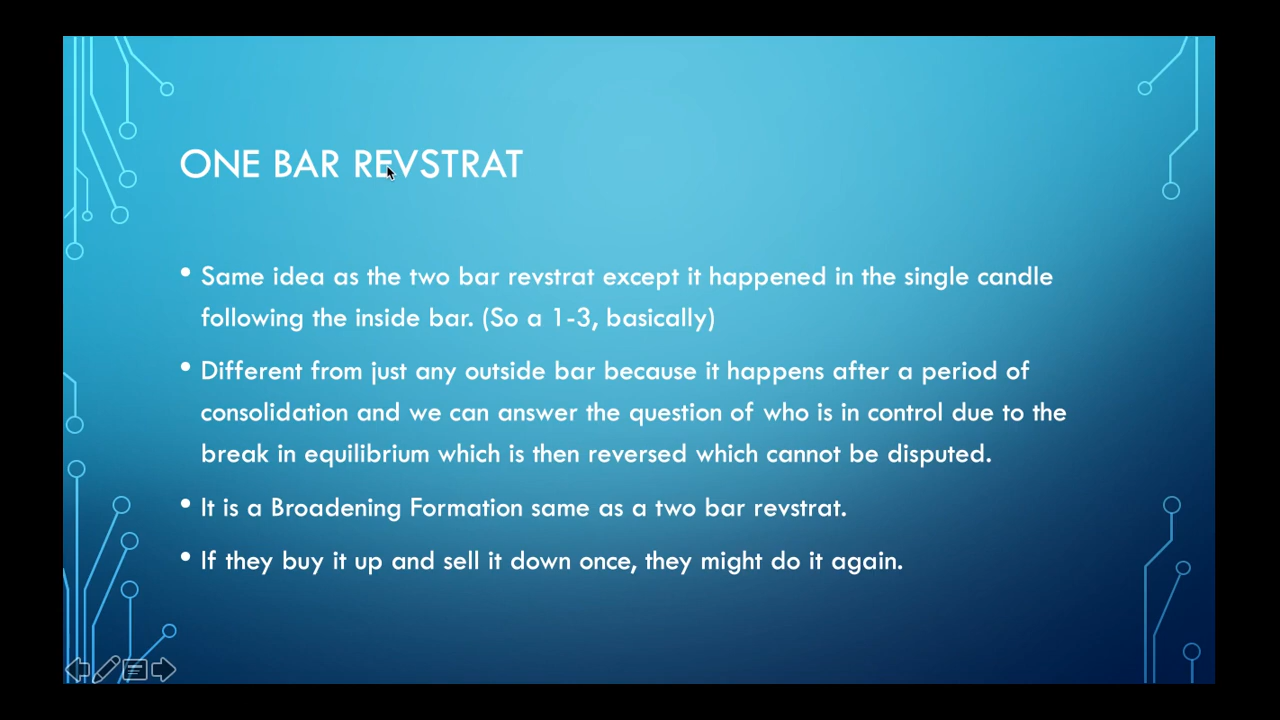 ONE BAR REVSTRAT
• Same idea as the two bar revstrat except it happened in the single candle
following the inside bar. (So a 1-3, basically)
• Different from just any outside bar because it happens after a period of
consolidation and we can answer the question of who is in control due to the
break in equilibrium which is then reversed which cannot be disputed.
• It is a Broadening Formation same as a two bar revstrat.
• If they buy it up and sell it down once, they might do it again.